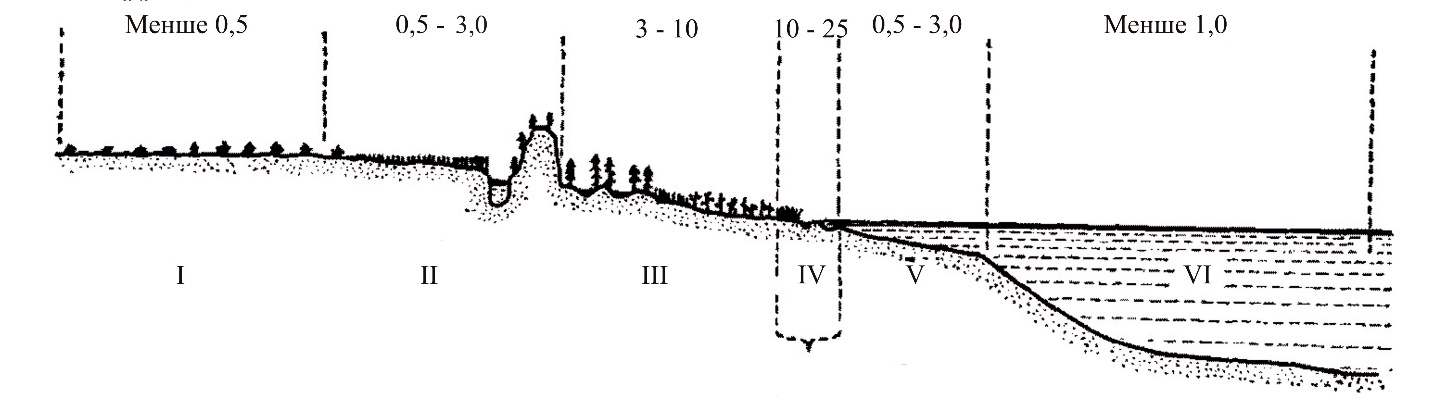 Менше 0,5
0,5 - 3,0
3 - 10
10 - 25
0,5 - 3,0
Менше 1,0
I
II
III
IV
V
VI